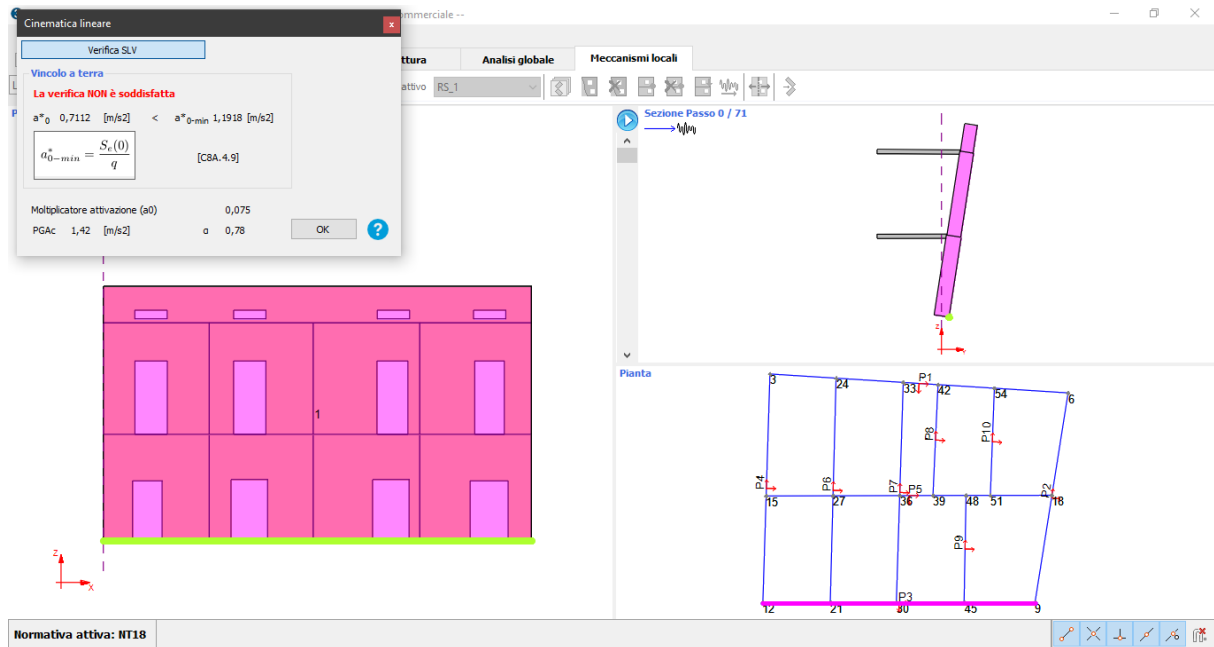 Cinematica lineare
x
ommerciale --
Verifica SLV
ttura
Analisi globale
Meccanismi locali
attivo RS_1
Vincolo a terra
La verifica NON è soddisfatta
a*0 0,7112 [m/s2] < a*0-min 1,1918 [m/s2]
a*0−min = Se(0) / q [C8A.4.9]
Moltiplicatore attivazione (a0) 0,075
PGAc 1,42 [m/s2] α 0,78
OK
?
1
z
x
Sezione Passo 0 / 71
z
Pianta
3
24
33
P1
42
54
6
P8
P10
P4
P6
P7
P5
P2
15
27
36
39
48
51
18
P9
P3
12
21
30
45
9
Normativa attiva: NT18